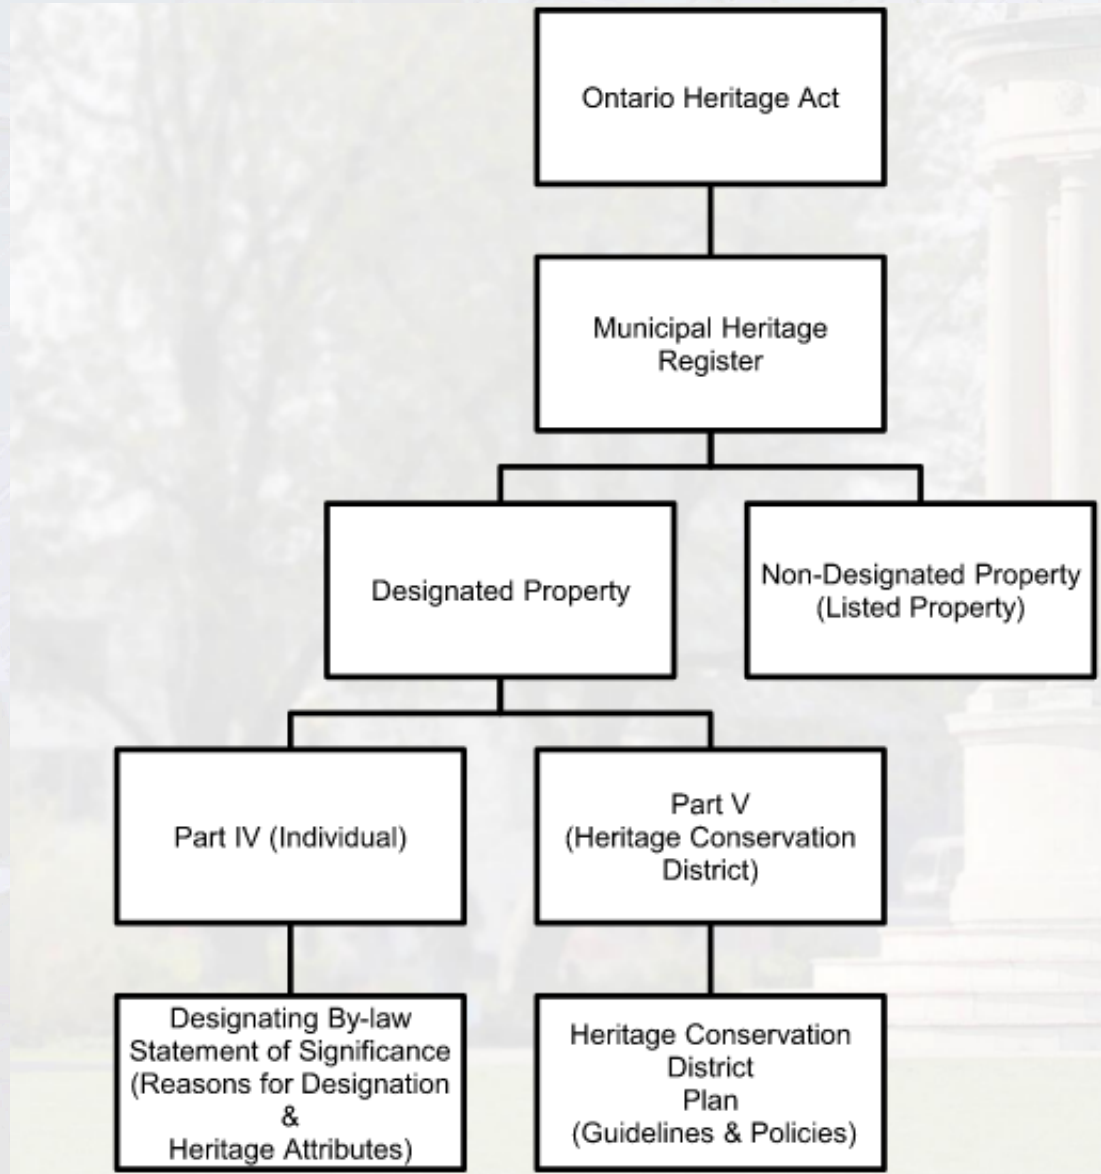 Ontario Heritage Act
Municipal Heritage
Register
Designated Property
Non-Designated Property
(Listed Property)
Part IV (Individual)
Part V
(Heritage Conservation
District)
Designating By-law
Statement of Significance
(Reasons for Designation
&
Heritage Attributes)
Heritage Conservation
District
Plan
(Guidelines & Policies)